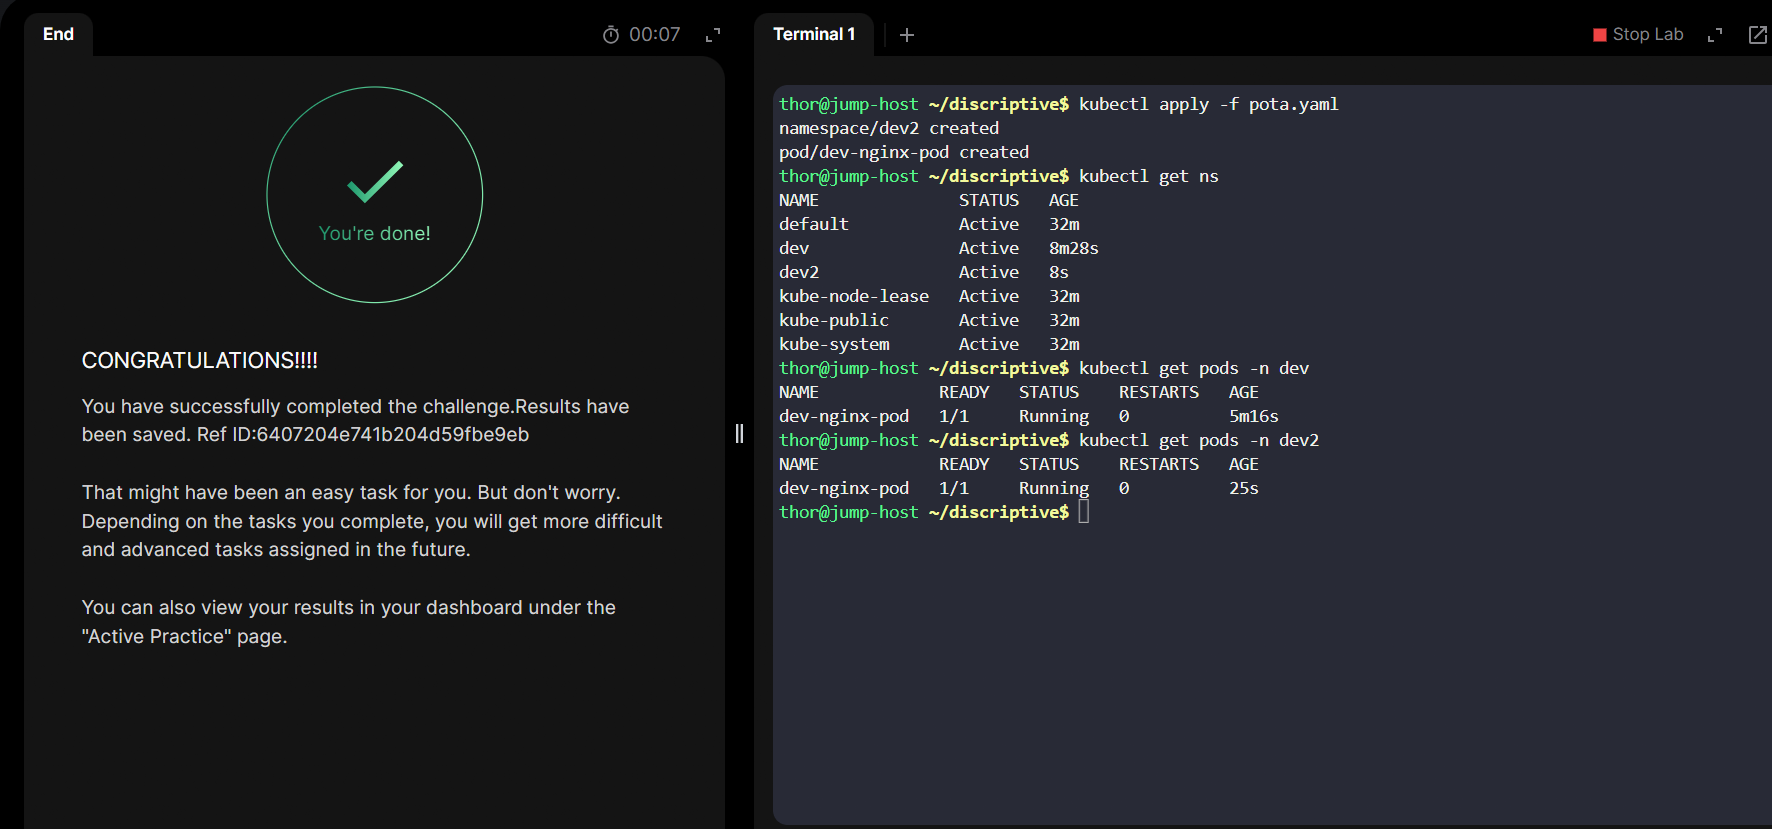 End
00:07
You're done!
CONGRATULATIONS!!!!
You have successfully completed the challenge.Results have
been saved. Ref ID:6407204e741b204d59fbe9eb
That might have been an easy task for you. But don't worry.
Depending on the tasks you complete, you will get more difficult
and advanced tasks assigned in the future.
You can also view your results in your dashboard under the
"Active Practice" page.
Terminal 1
+
Stop Lab
thor@jump-host ~/discriptive$ kubectl apply -f pota.yaml
namespace/dev2 created
pod/dev-nginx-pod created
thor@jump-host ~/discriptive$ kubectl get ns
NAME STATUS AGE
default Active 32m
dev Active 8m28s
dev2 Active 8s
kube-node-lease Active 32m
kube-public Active 32m
kube-system Active 32m
thor@jump-host ~/discriptive$ kubectl get pods -n dev
NAME READY STATUS RESTARTS AGE
dev-nginx-pod 1/1 Running 0 5m16s
thor@jump-host ~/discriptive$ kubectl get pods -n dev2
NAME READY STATUS RESTARTS AGE
dev-nginx-pod 1/1 Running 0 25s
thor@jump-host ~/discriptive$